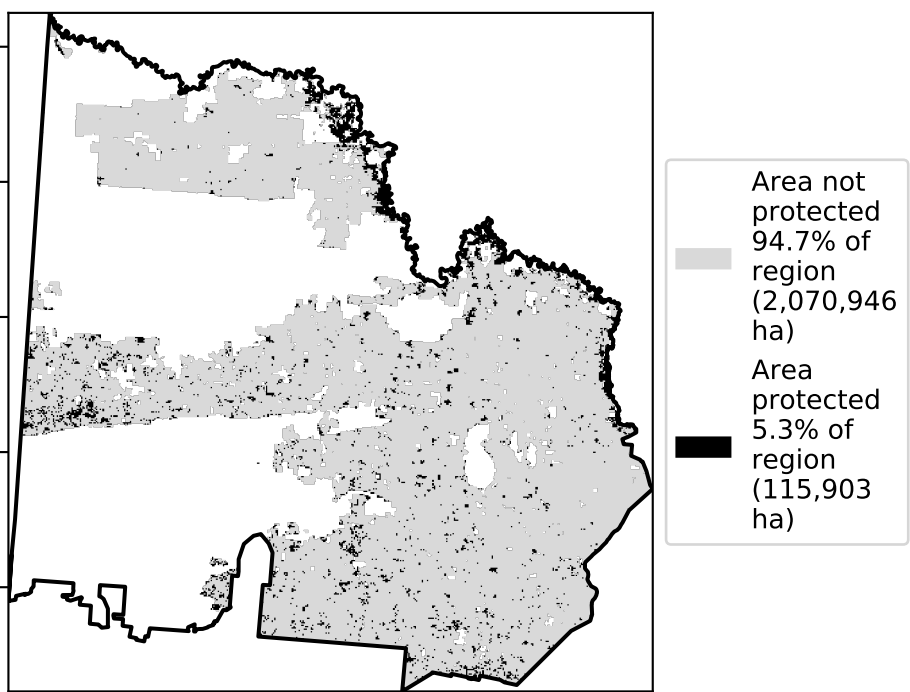 Area not
protected
94.7% of
region
(2,070,946
ha)
Area
protected
5.3% of
region
(115,903
ha)